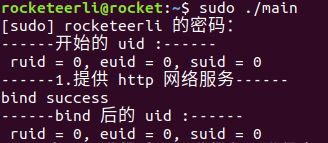 rocketeerli@rocket:~$ sudo ./main
[sudo] rocketeerli 的密码：
------开始的 uid :------
ruid = 0, euid = 0, suid = 0
------1.提供 http 网络服务------
bind success
------bind 后的 uid :------
ruid = 0, euid = 0, suid = 0